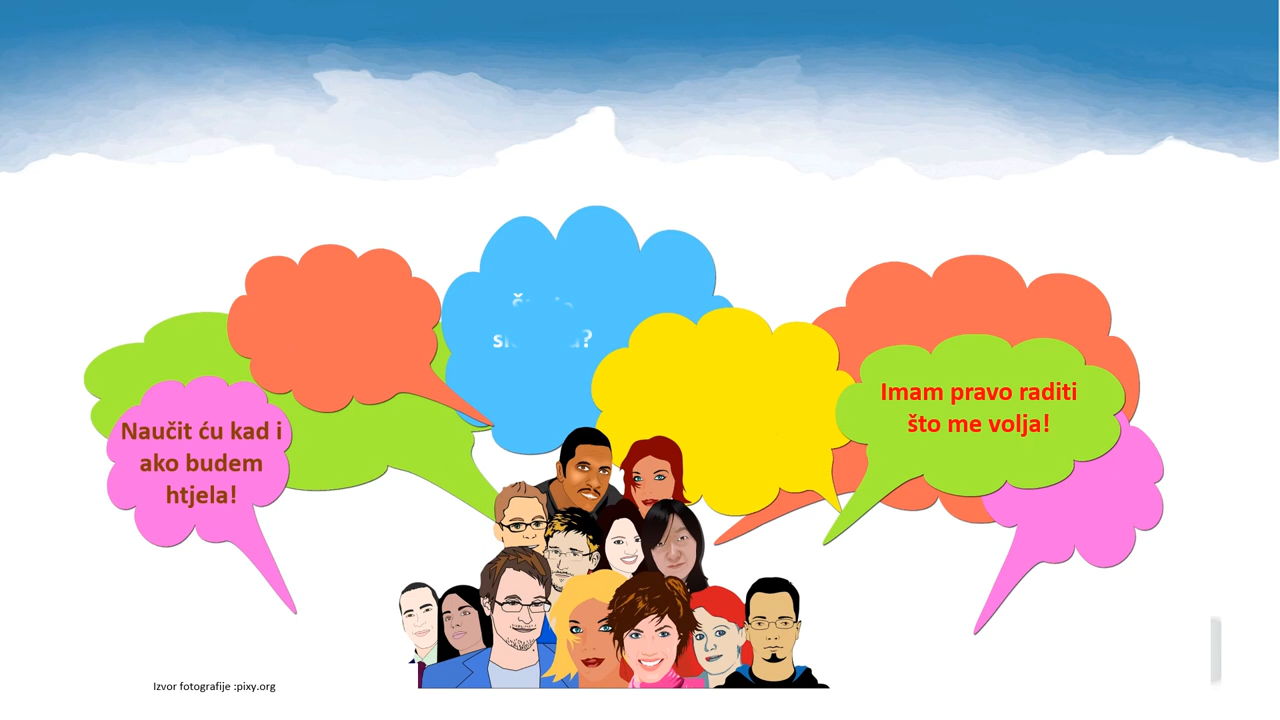 Naučit ću kad i
ako budem
htjela!
Imam pravo raditi
što me volja!
Izvor fotografije :pixy.org